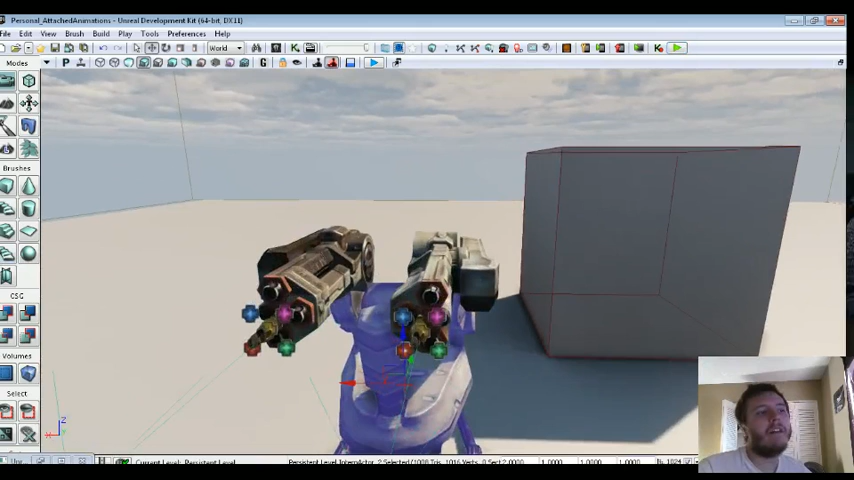 Personal_AttachedAnimations - Unreal Development Kit (64-bit, DX11)
File Edit View Brush Build Play Tools Preferences Help
World
Modes
P
G
Brushes
CSG
Volumes
Select
Z
X
Current Level: Persistent Level